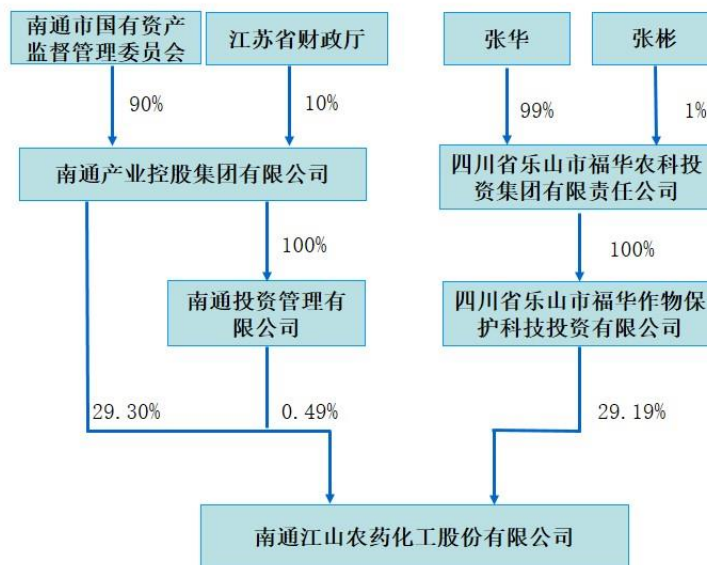 南通市国有资产
监督管理委员会
江苏省财政厅
张华
张彬
90%
10%
99%
1%
南通产业控股集团有限公司
四川省乐山市福华农科投
资集团有限责任公司
100%
100%
南通投资管理有
限公司
四川省乐山市福华作物保
护科技投资有限公司
29.30%
0.49%
29.19%
南通江山农药化工股份有限公司